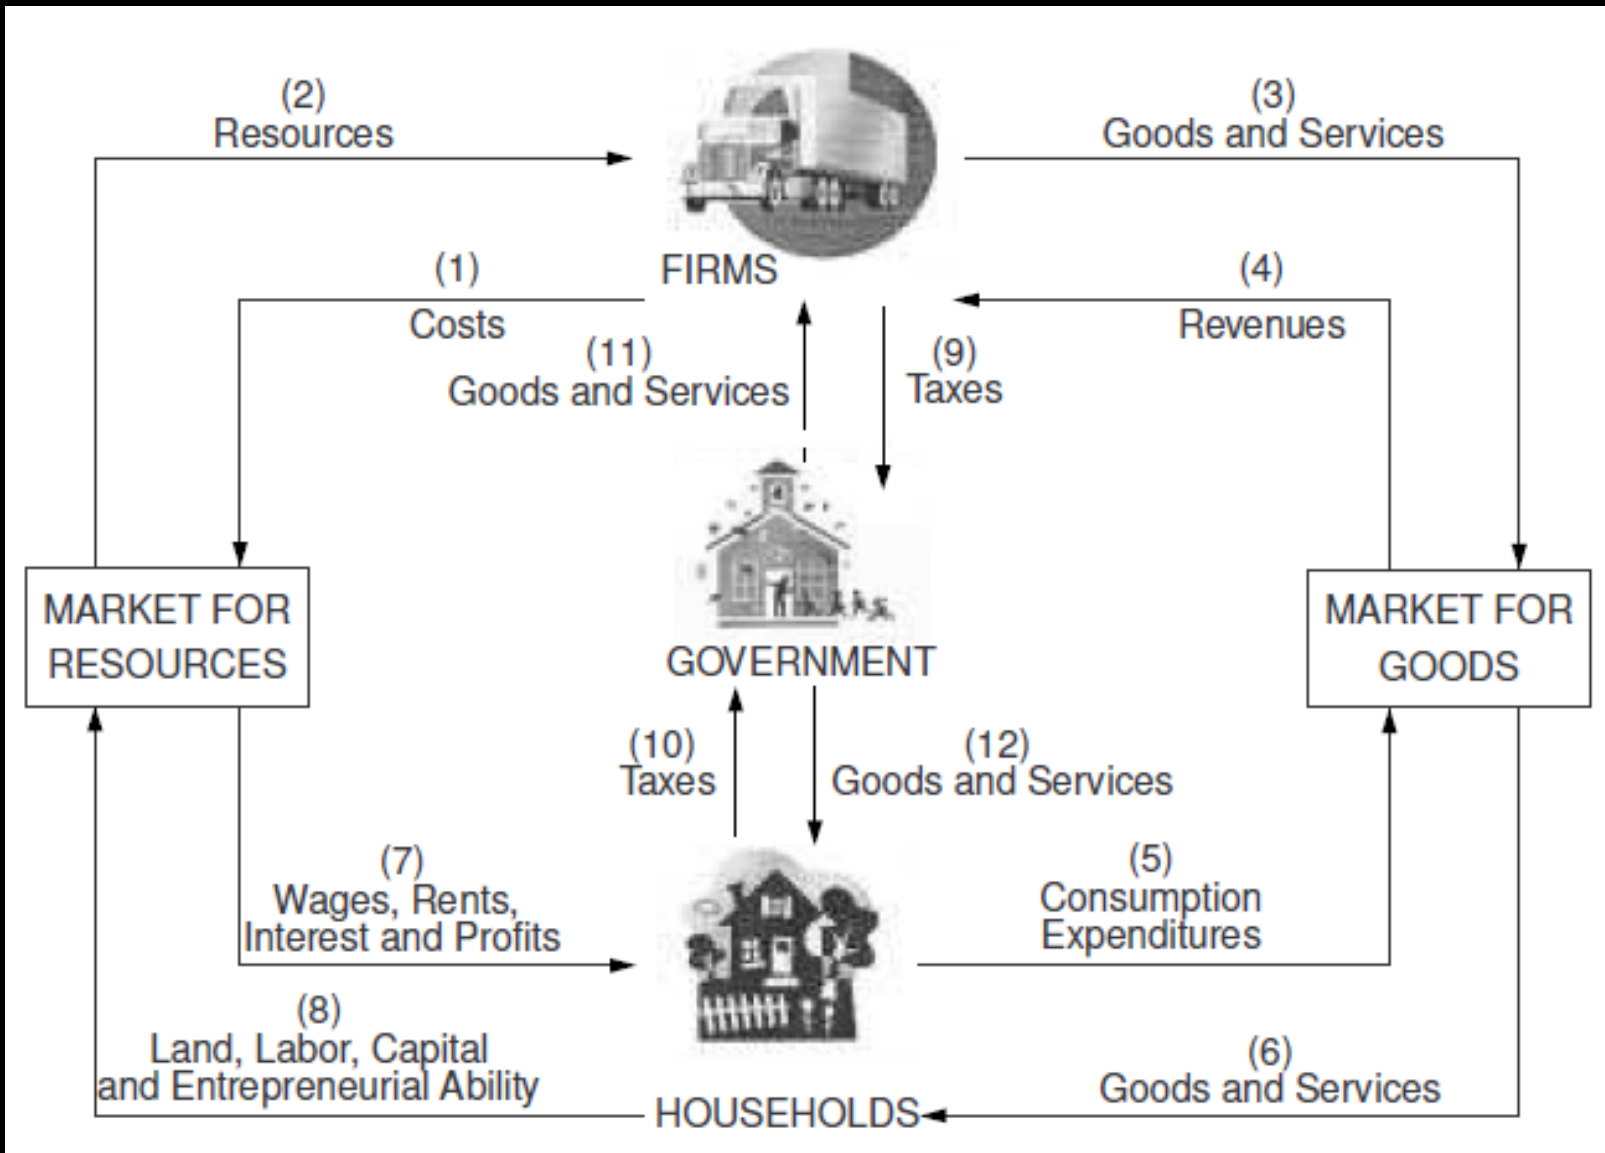 (2)
Resources
(3)
Goods and Services
FIRMS
(1)
Costs
(4)
Revenues
(11)
Goods and Services
(9)
Taxes
MARKET FOR
RESOURCES
GOVERNMENT
MARKET FOR
GOODS
(10)
Taxes
(12)
Goods and Services
(7)
Wages, Rents,
Interest and Profits
(5)
Consumption
Expenditures
(8)
Land, Labor, Capital
and Entrepreneurial Ability
(6)
Goods and Services
HOUSEHOLDS